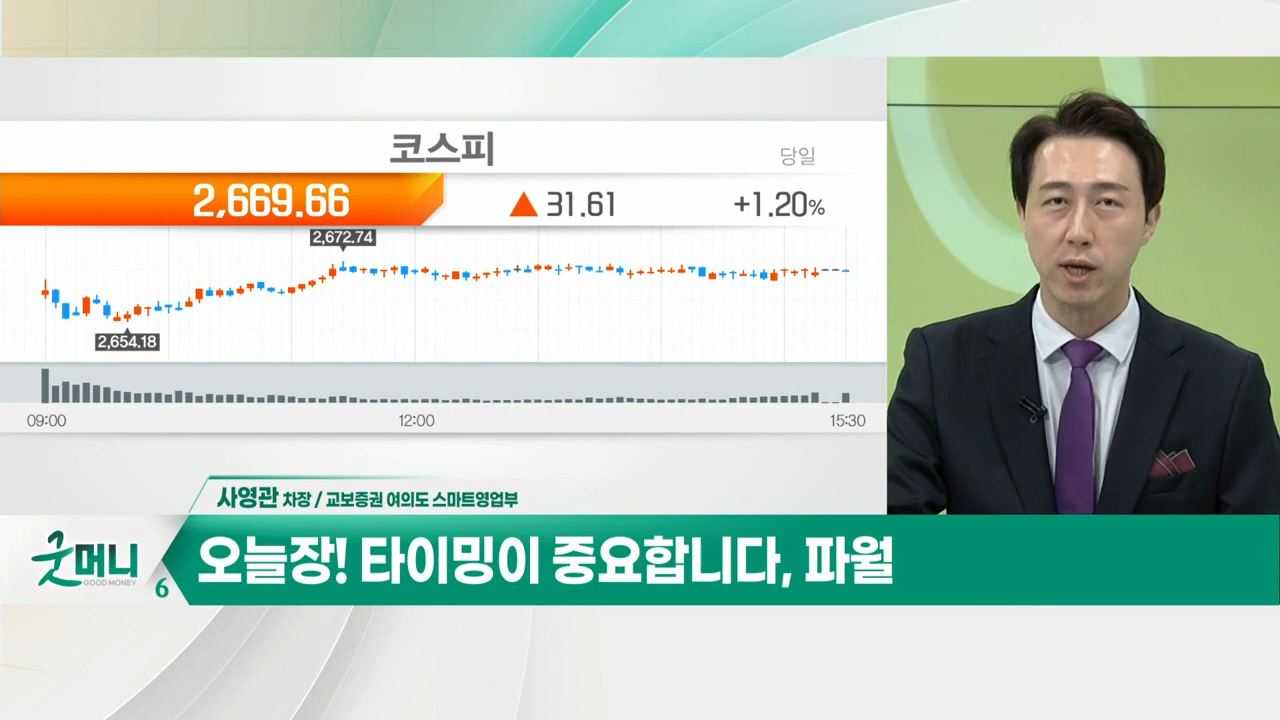 코스피
당일
2,669.66
▲ 31.61
+1.20%
2,672.74
2,654.18
09:00
12:00
15:30
사영관 차장 / 교보증권 여의도 스마트영업부
굿머니
GOOD MONEY
6
오늘장! 타이밍이 중요합니다, 파월